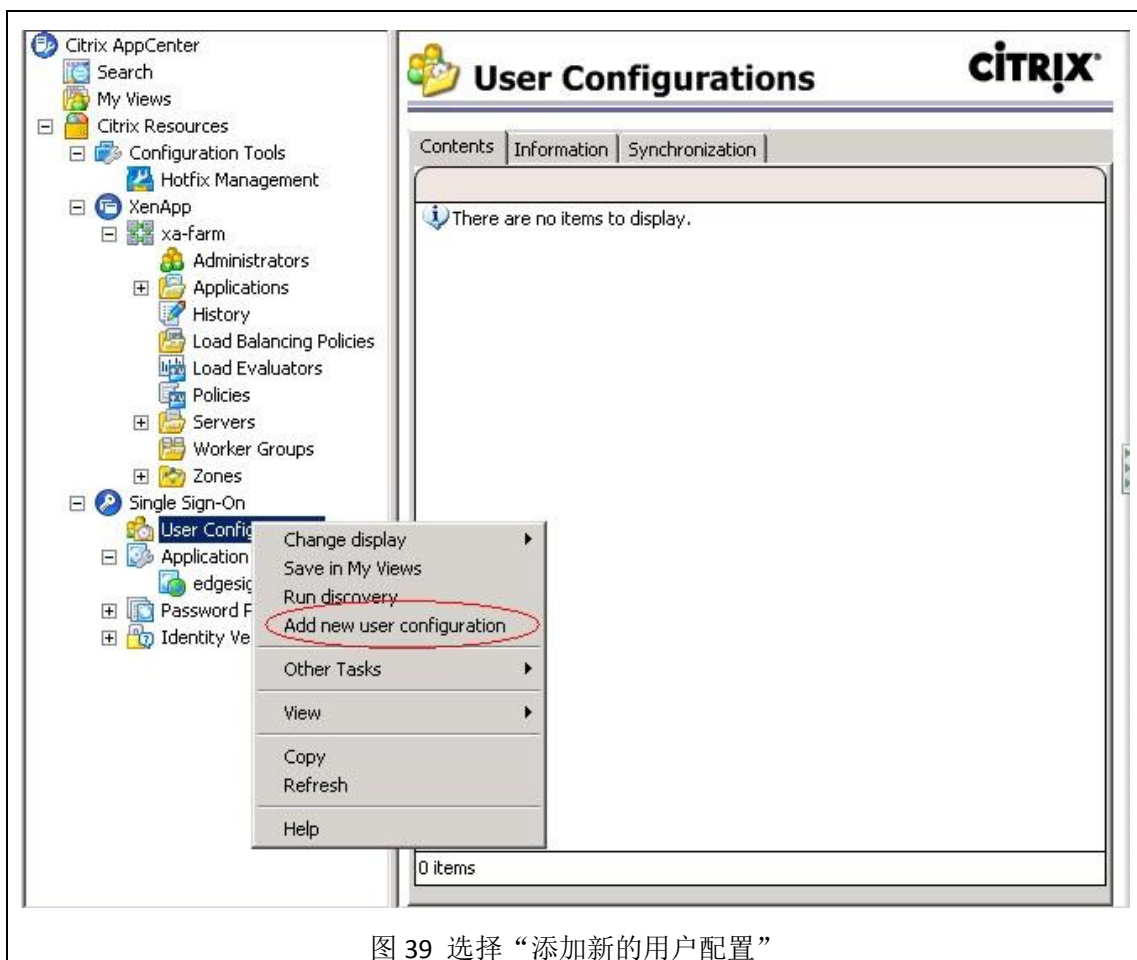 Citrix AppCenter
Search
My Views
Citrix Resources
Configuration Tools
Hotfix Management
XenApp
xa-farm
Administrators
Applications
History
Load Balancing Policies
Load Evaluators
Policies
Servers
Worker Groups
Zones
Single Sign-On
User Config
Application
edgesig
Password P
Identity Ve
Change display
Save in My Views
Run discovery
Add new user configuration
Other Tasks
View
Copy
Refresh
Help
User Configurations
CITRIX
Contents Information Synchronization
There are no items to display.
0 items
图 39 选择“添加新的用户配置”